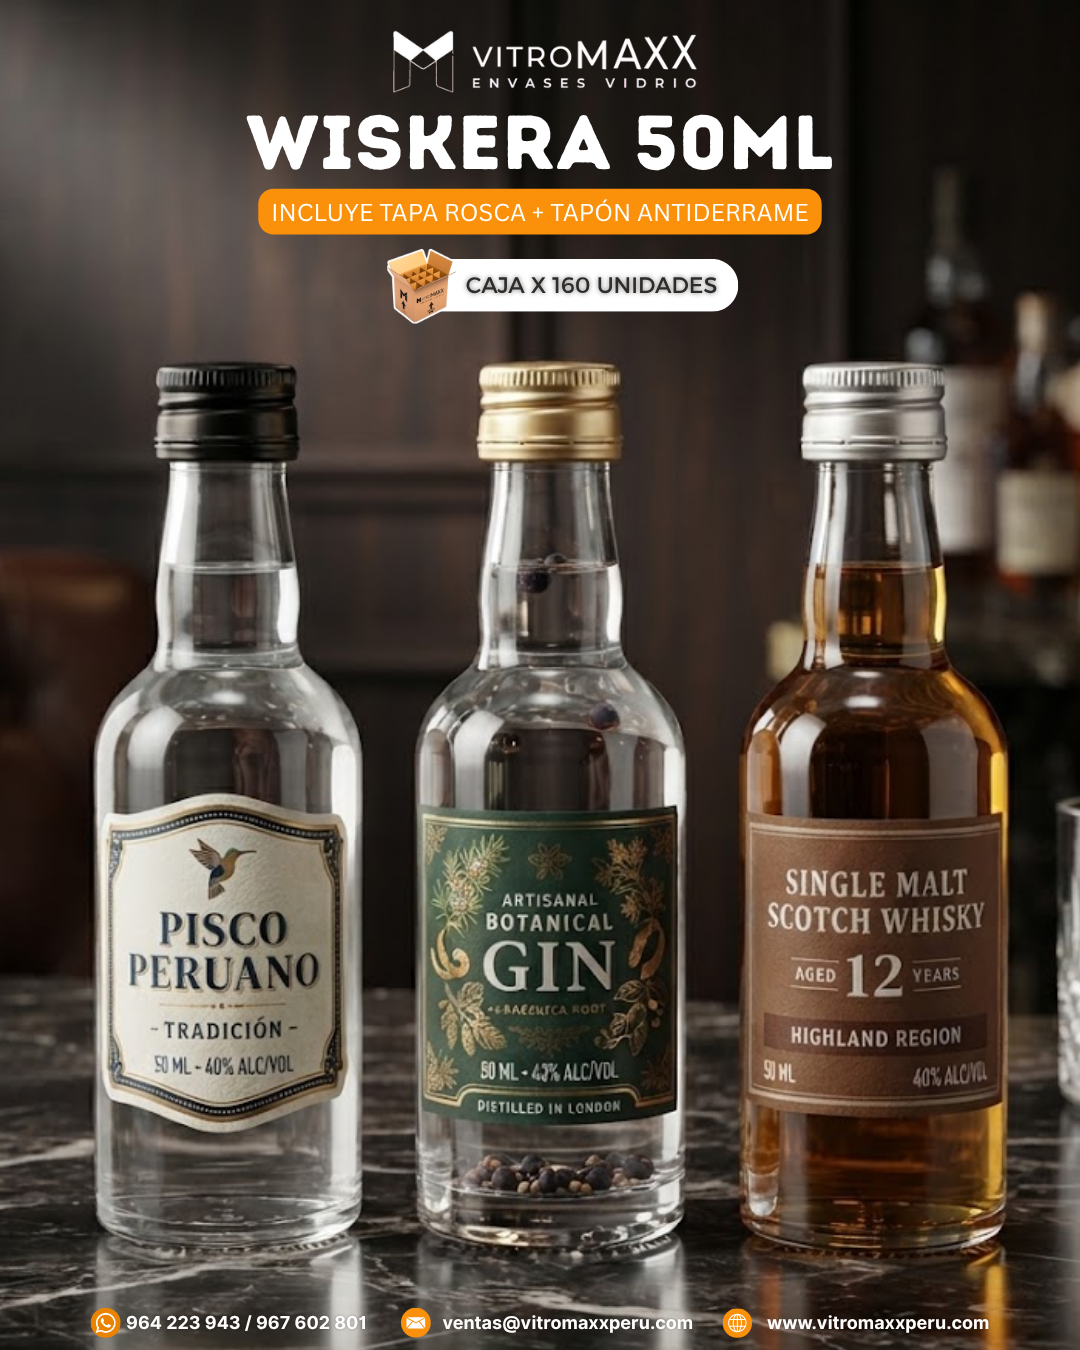 VITROMAXX
ENVASES VIDRIO
WISKERA 50ML
INCLUYE TAPA ROSCA + TAPÓN ANTIDERRAME
CAJA X 160 UNIDADES
PISCO
PERUANO
- TRADICIÓN -
50 ML - 40% ALC/VOL
ARTISANAL
BOTANICAL
GIN
ROOT
50 ML - 43% ALC/VOL
DISTILLED IN LONDON
SINGLE MALT
SCOTCH WHISKY
AGED 12 YEARS
HIGHLAND REGION
50 ML
40% ALC/VOL
964 223 943 / 967 602 801
ventas@vitromaxxperu.com
www.vitromaxxperu.com